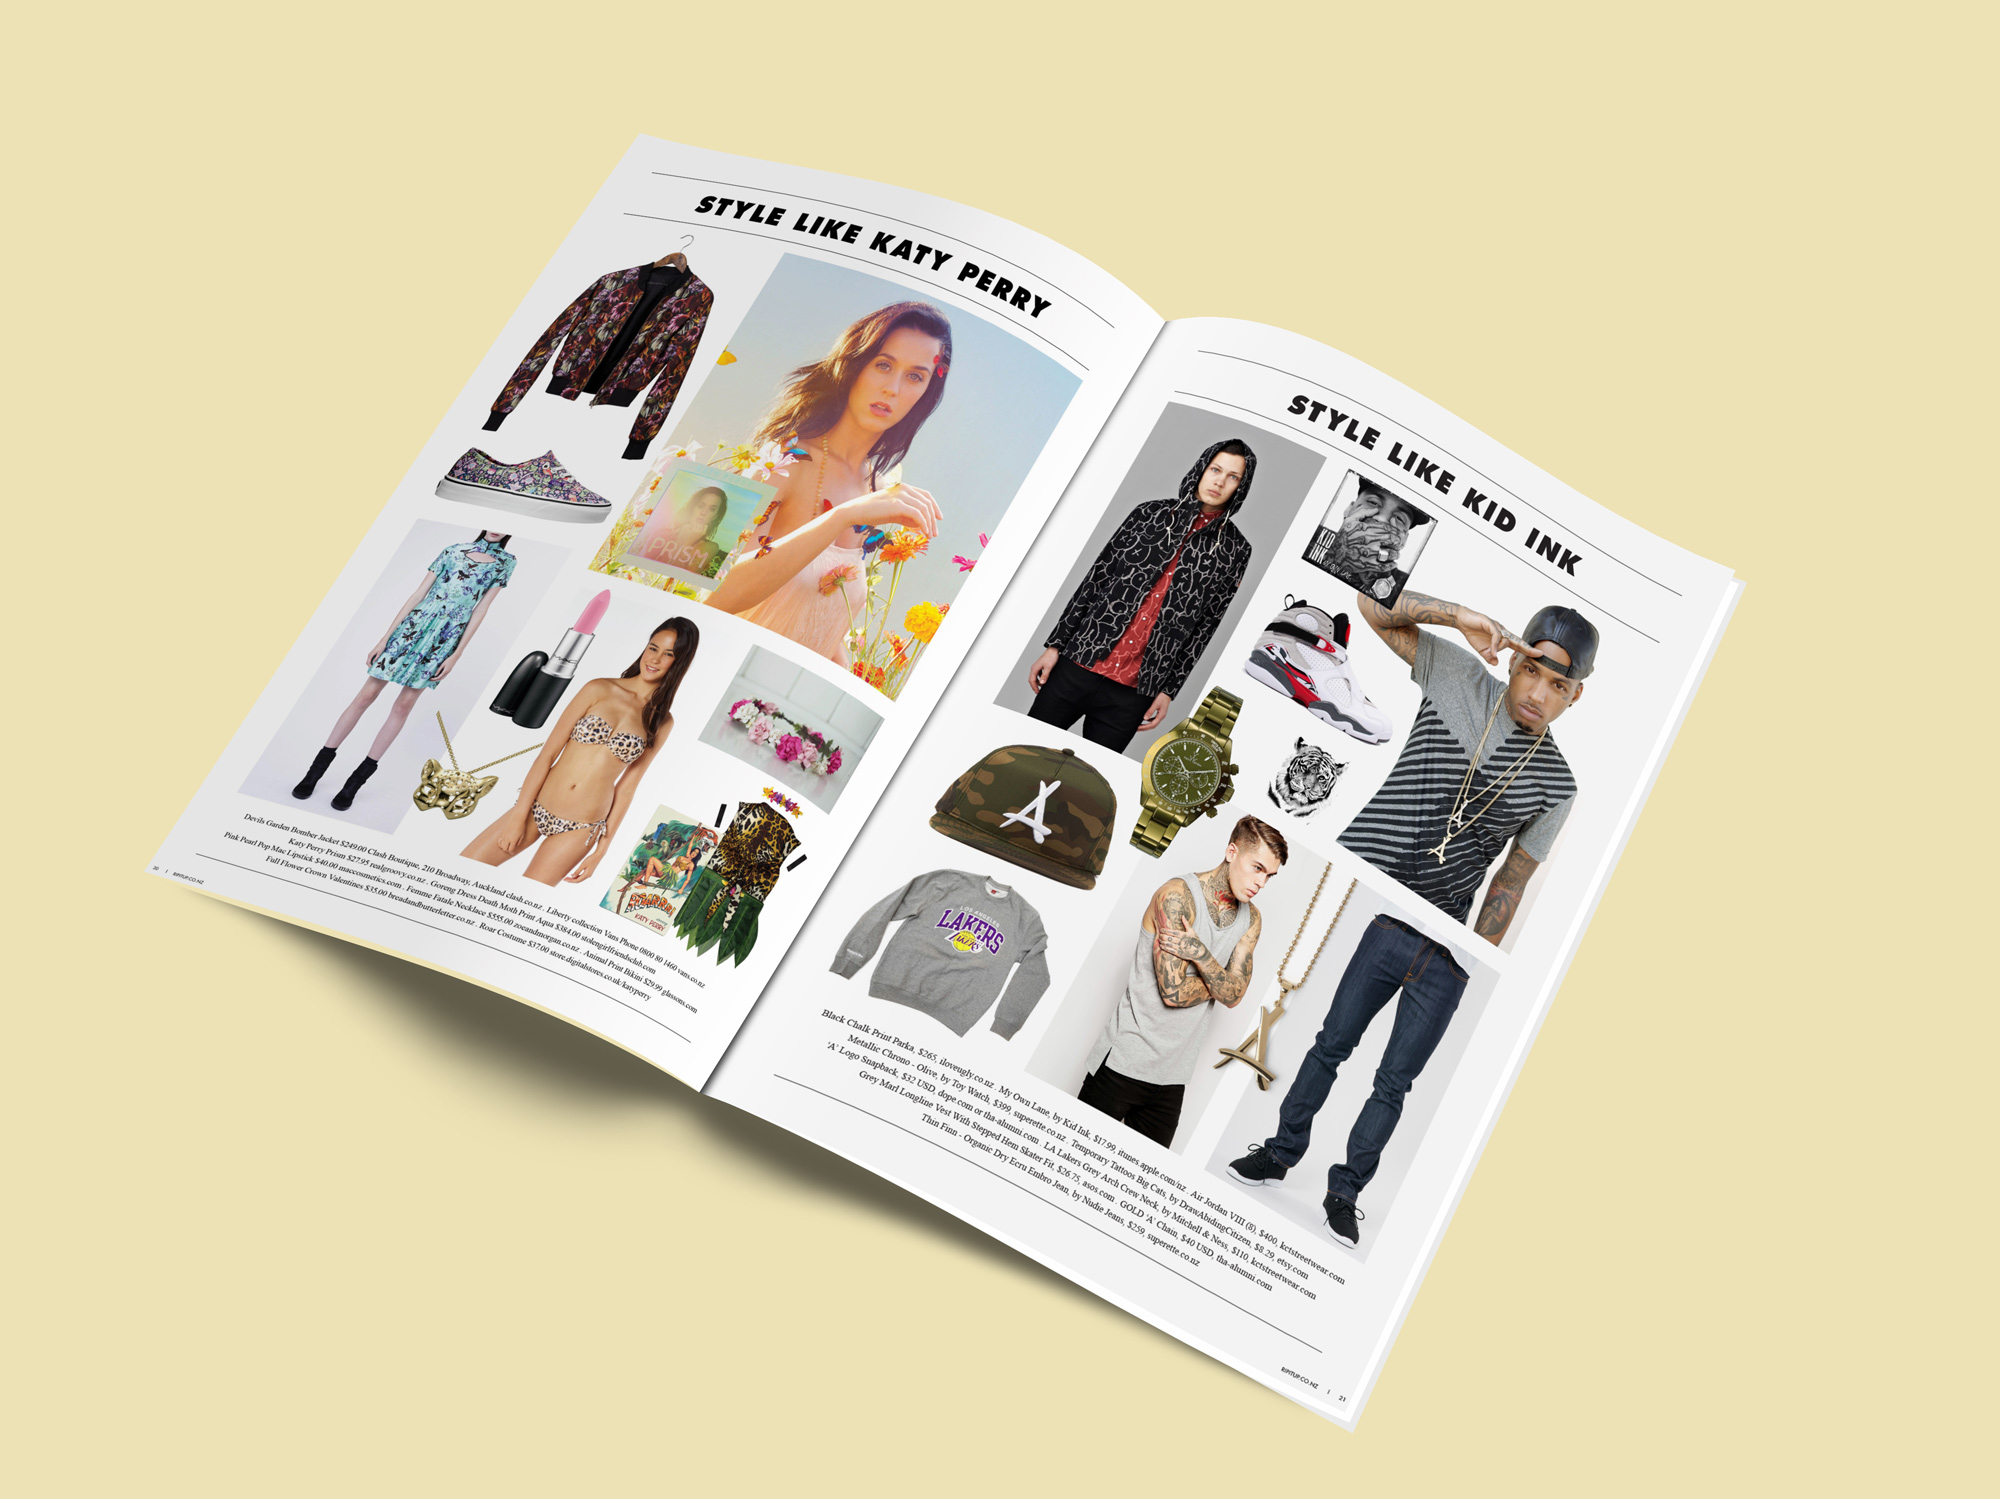 STYLE LIKE KATY PERRY
PRISM
ROAR
KATY PERRY
Devils Garden Bomber Jacket $249.00 Clash Boutique, 210 Broadway, Auckland clash.co.nz . Liberty collection Vans Phone 0800 80 1460 vans.co.nz
Katy Perry Prism $27.95 realgroovy.co.nz . Goreng Dress Death Moth Print Aqua $384.00 stolengirlfriendsclub.com
Pink Pearl Pop Mac Lipstick $40.00 maccosmetics.com . Femme Fatale Necklace $555.00 zoeandmorgan.co.nz . Animal Print Bikini $29.99 glassons.com
Full Flower Crown Valentines $35.00 breadandbutterletter.co.nz . Roar Costume $37.00 store.digitalstores.co.uk/katyperry
20 | RIPITUP.CO.NZ
STYLE LIKE KID INK
KID
INK
LOS ANGELES
LAKERS
LAKERS
Black Chalk Print Parka, $265, iloveugly.co.nz . My Own Lane, by Kid Ink, $17.99, itunes.apple.com/nz . Air Jordan VIII (8), $400, kctstreetwear.com
Metallic Chrono - Olive, by Toy Watch, $399, superette.co.nz . Temporary Tattoos Big Cats, by DrawAbidingCitizen, $8.29, etsy.com
'A' Logo Snapback, $32 USD, dope.com or tha-alumni.com . LA Lakers Grey Arch Crew Neck, by Mitchell & Ness, $110, kctstreetwear.com
Grey Marl Longline Vest With Stepped Hem Skater Fit, $26.75, asos.com . GOLD 'A' Chain, $40 USD, tha-alumni.com
Thin Finn - Organic Dry Ecru Embro Jean, by Nudie Jeans, $259, superette.co.nz
RIPITUP.CO.NZ | 21